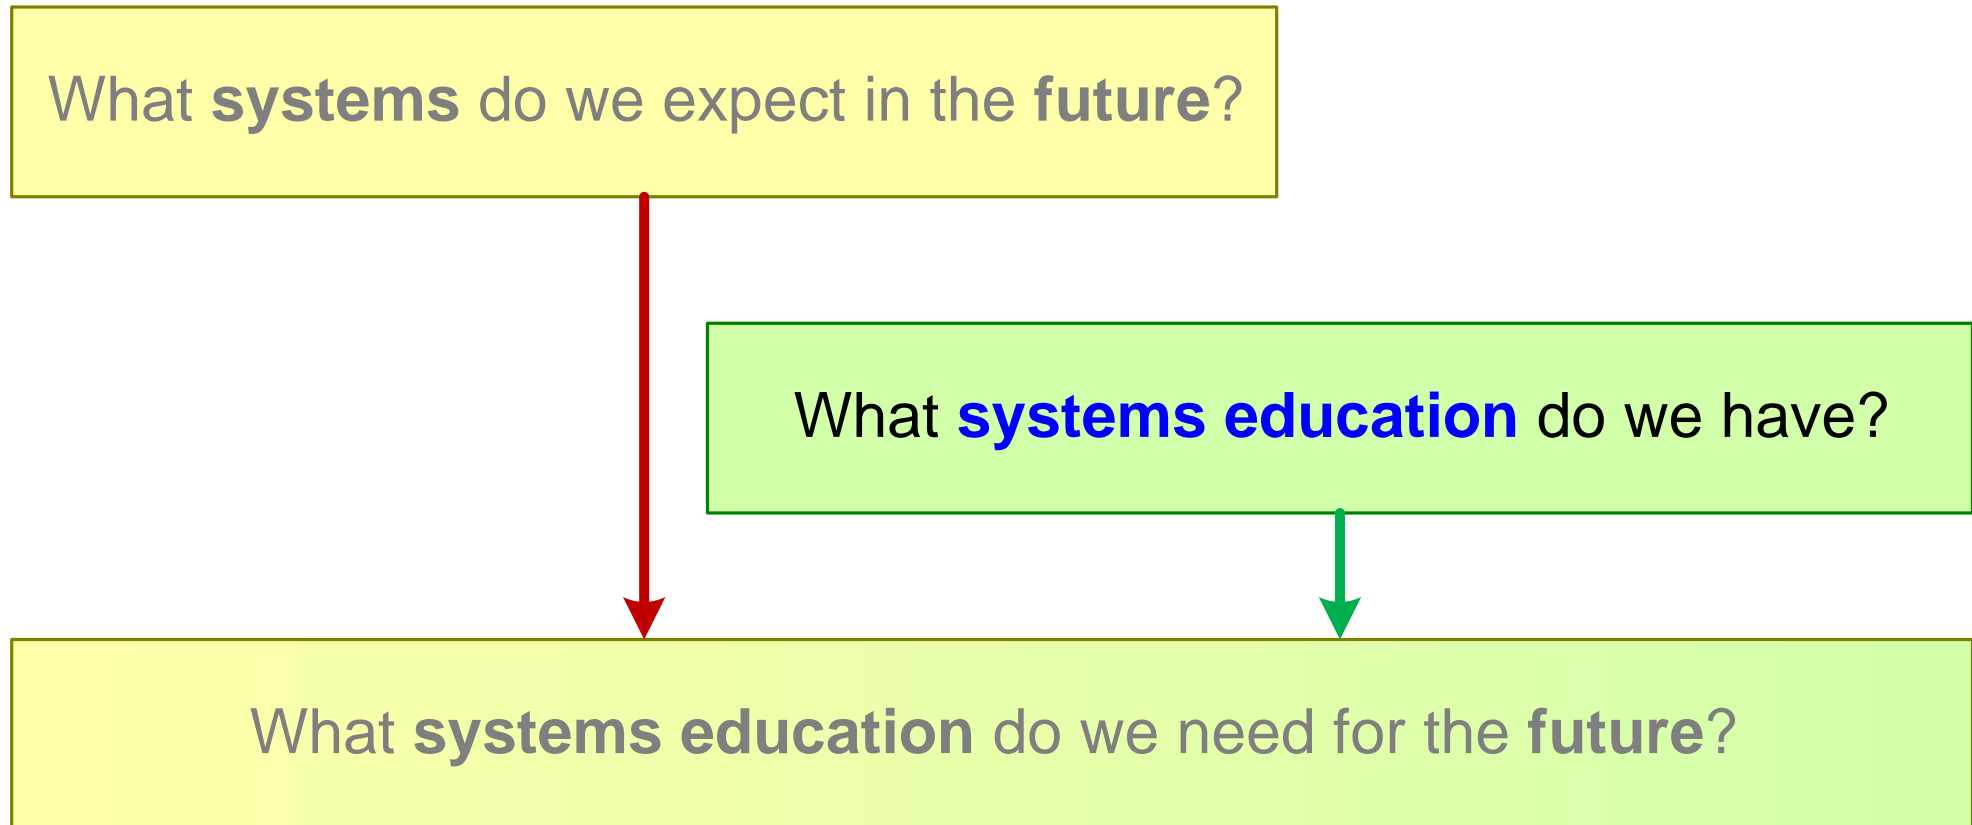 What systems do we expect in the future?
What systems education do we have?
What systems education do we need for the future?